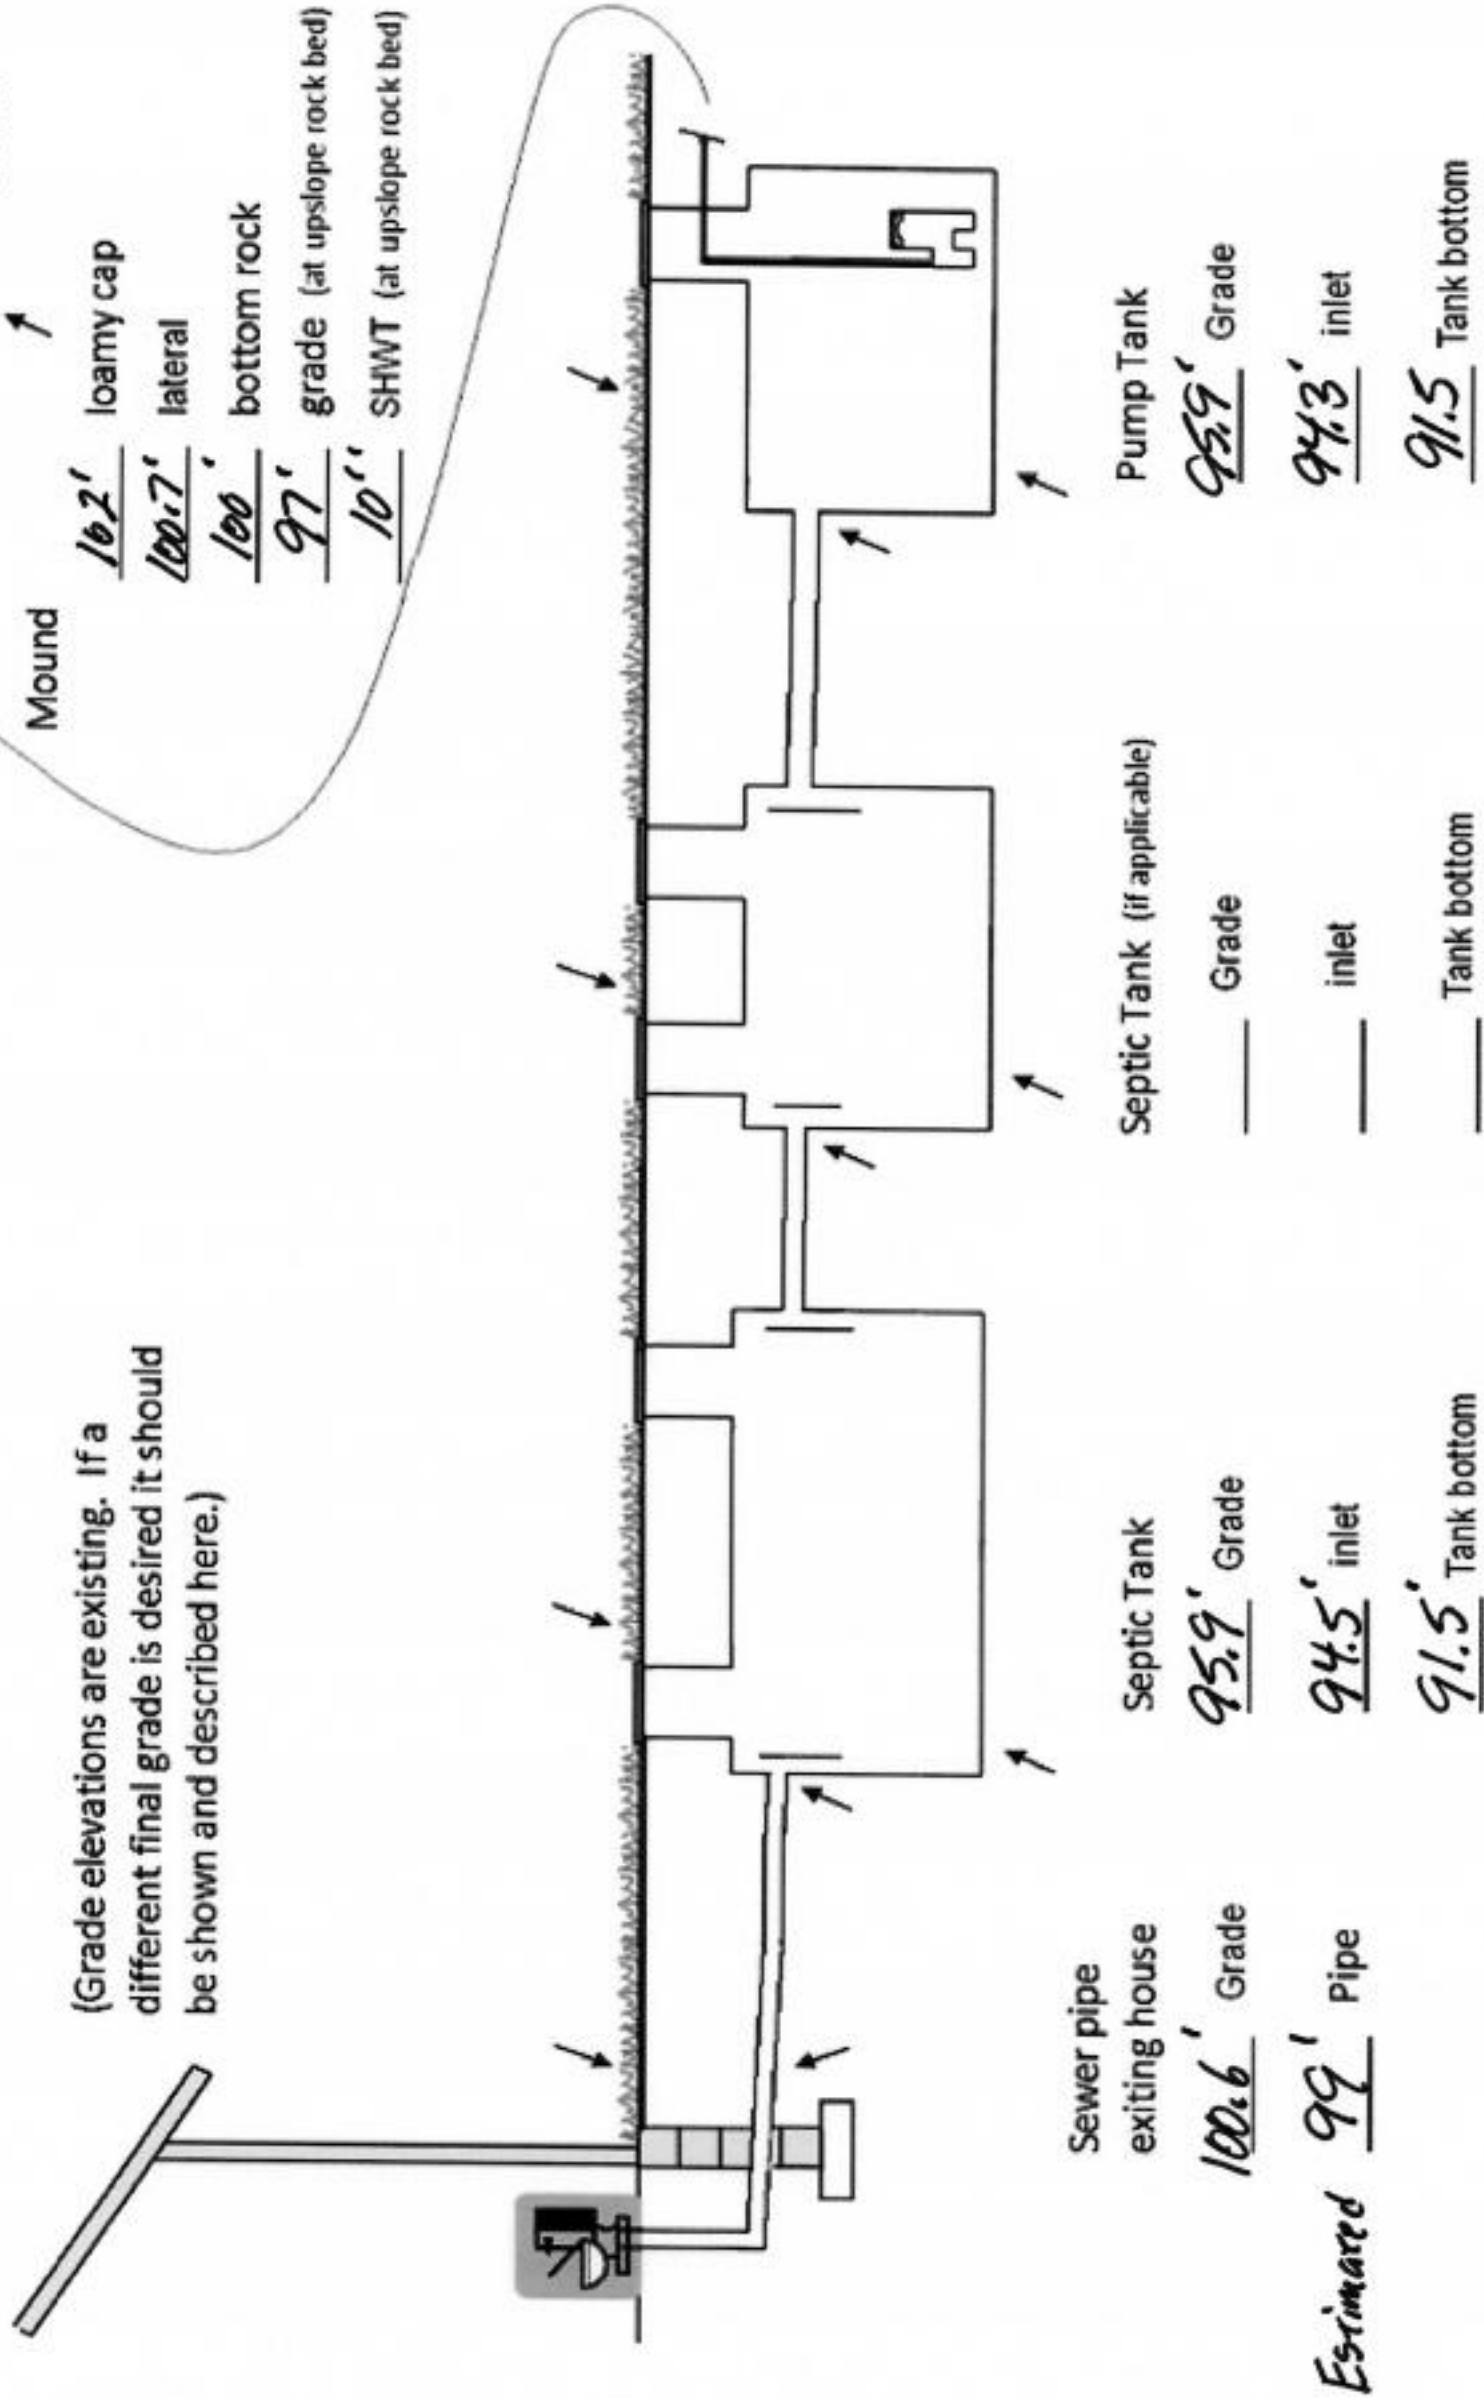 (Grade elevations are existing. If a
different final grade is desired it should
be shown and described here.)
Mound
102' loamy cap
100.7' lateral
100' bottom rock
97' grade (at upslope rock bed)
10'' SHWT (at upslope rock bed)
Sewer pipe
exiting house
100.6' Grade
Estimated 99' Pipe
Septic Tank
95.9' Grade
94.5' inlet
91.5' Tank bottom
Septic Tank (if applicable)
Grade
inlet
Tank bottom
Pump Tank
95.9' Grade
94.3' inlet
91.5 Tank bottom